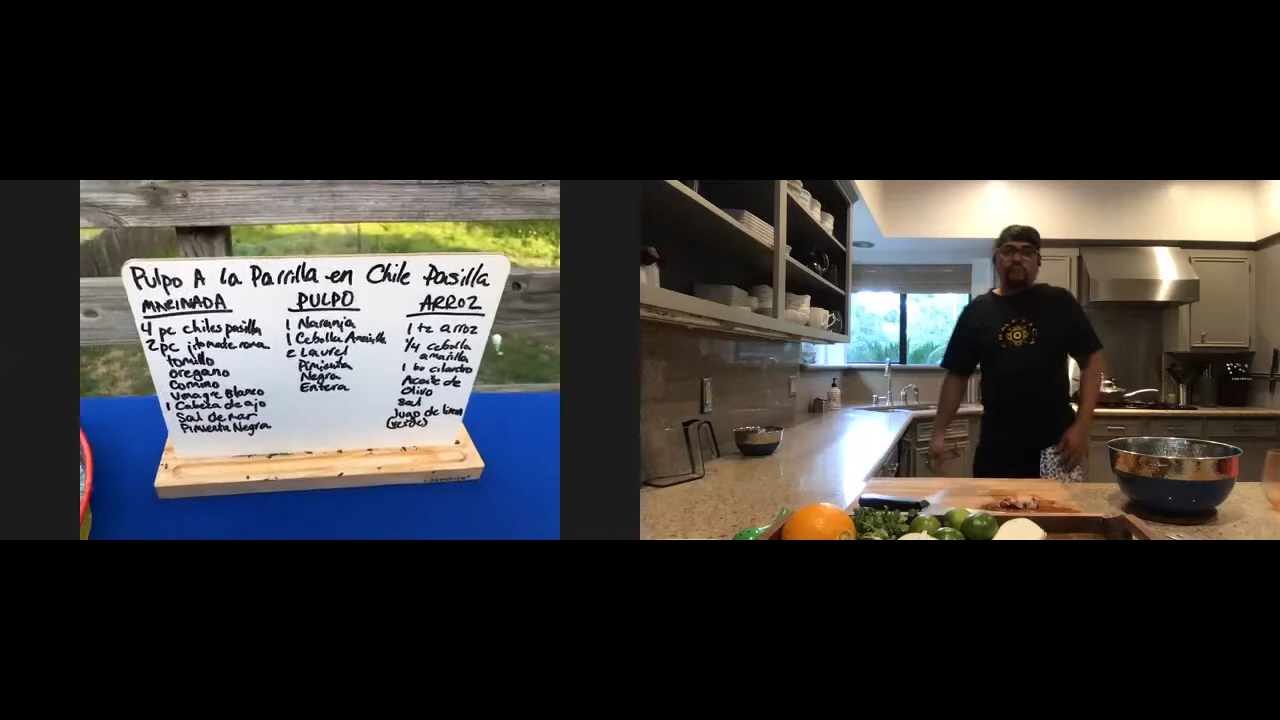 Pulpo A la Parrilla en Chile Pasilla
MARINADA
4 pc chiles pasilla
2 pc jitomate roma
tomillo
oregano
Comino
Vinagre Blanco
1 Cabeza de ajo
Sal de mar
Pimienta Negra
PULPO
1 Naranja
1 Cebolla Amarilla
2 Laurel
Pimienta
Negra
Entera
ARROZ
1 tz arroz
1/4 cebolla
amarilla
1 bo cilantro
Aceite de
Olivo
sal
Jugo de limon
(verde)